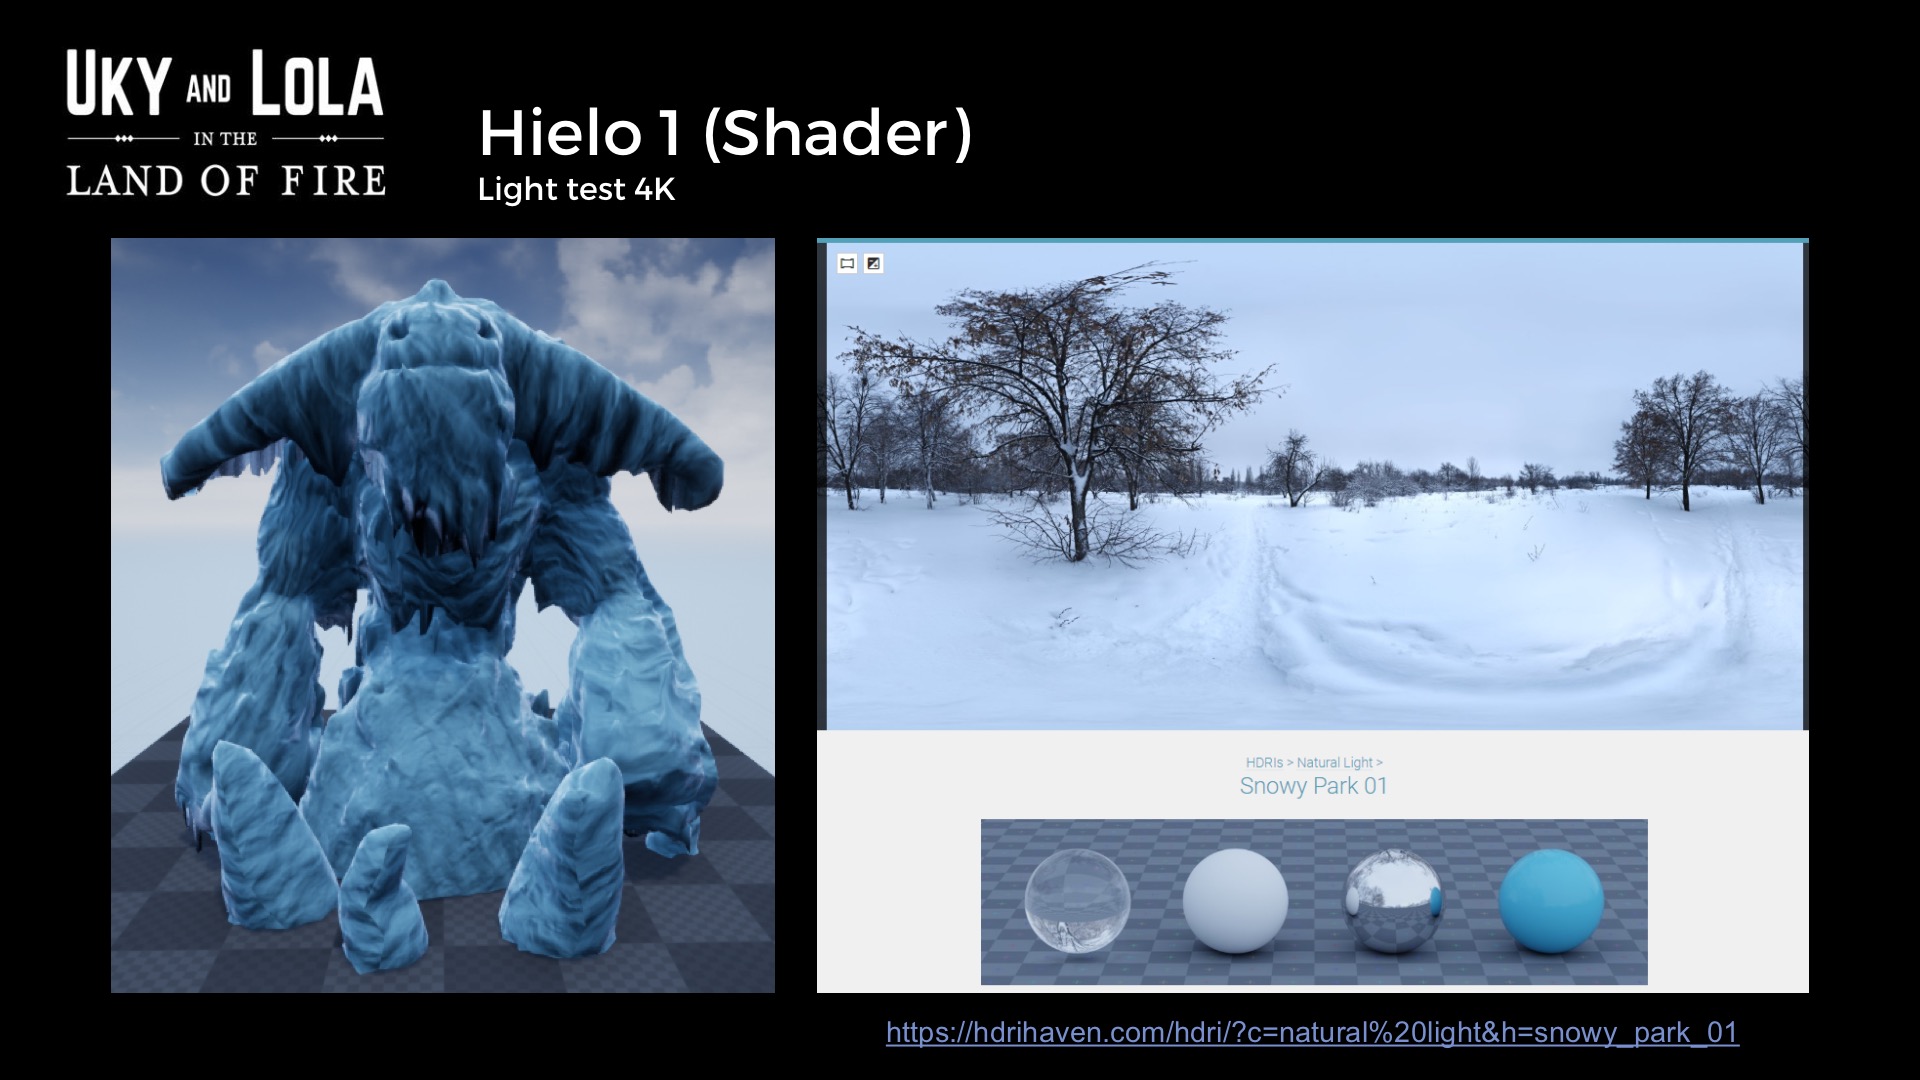 UKY AND LOLA
IN THE
LAND OF FIRE
Hielo 1 (Shader)
Light test 4K
HDRIs > Natural Light >
Snowy Park 01
https://hdrihaven.com/hdri/?c=natural%20light&h=snowy_park_01